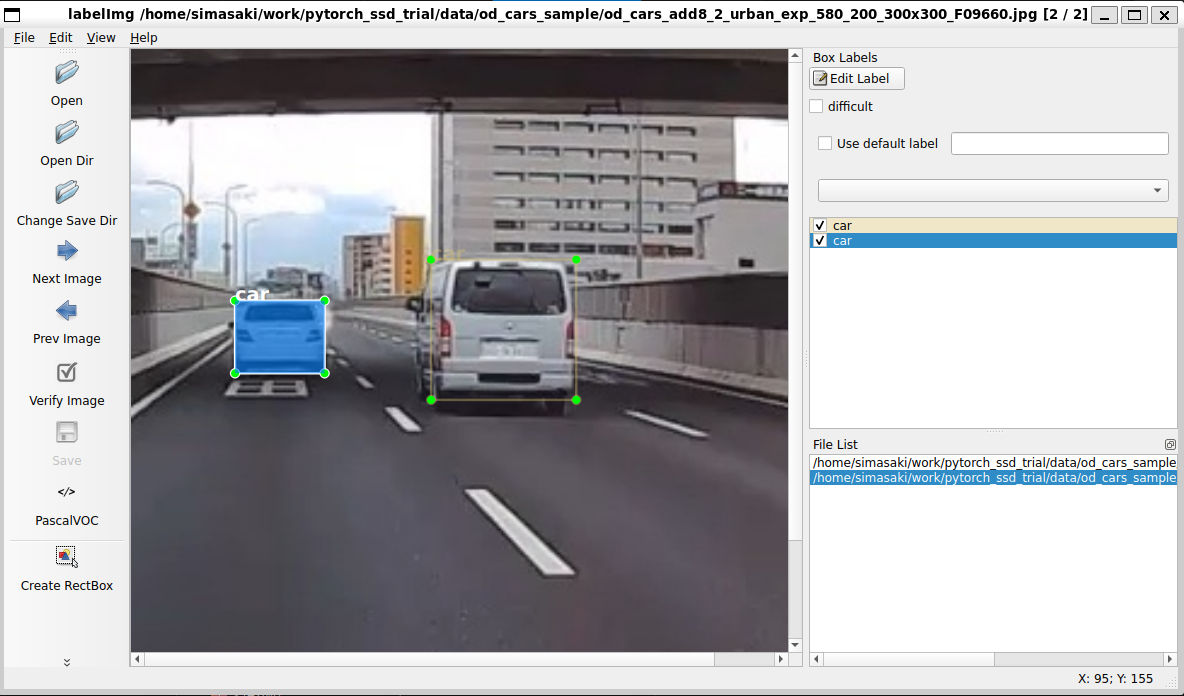 labelImg /home/simasaki/work/pytorch_ssd_trial/data/od_cars_sample/od_cars_add8_2_urban_exp_580_200_300x300_F09660.jpg [2 / 2]
File Edit View Help
Open
Open Dir
Change Save Dir
Next Image
Prev Image
Verify Image
Save
</>
PascalVOC
Create RectBox
car
Box Labels
Edit Label
difficult
Use default label
car
car
File List
/home/simasaki/work/pytorch_ssd_trial/data/od_cars_sample
/home/simasaki/work/pytorch_ssd_trial/data/od_cars_sample
X: 95; Y: 155